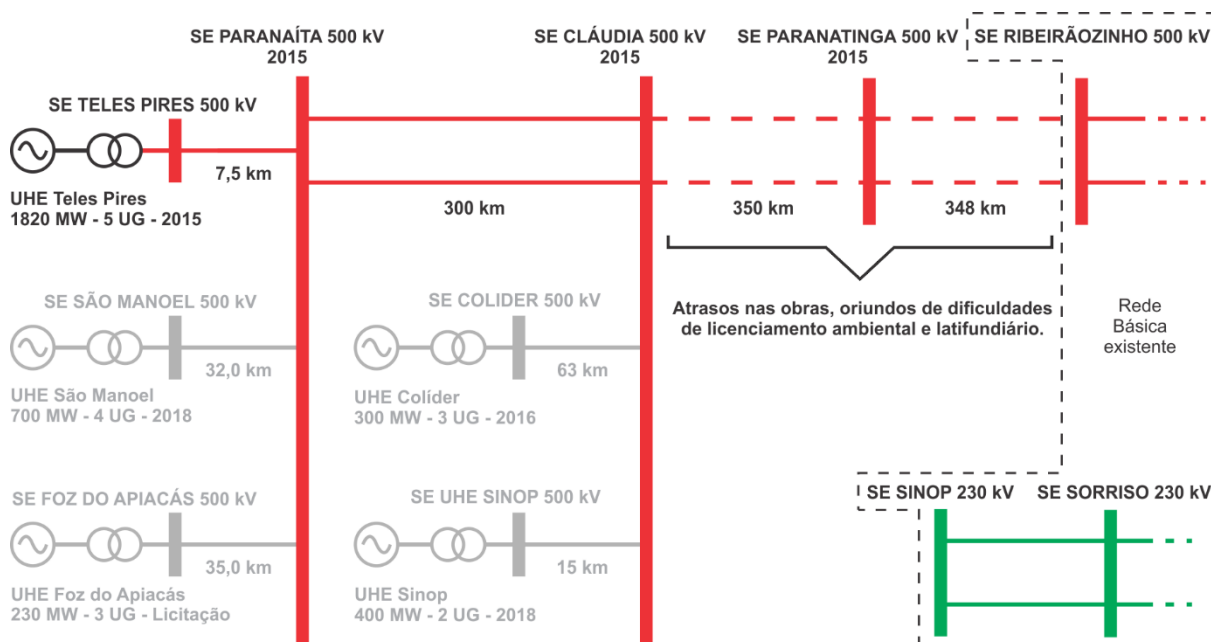 SE PARANAÍTA 500 kV
2015
SE CLÁUDIA 500 kV
2015
SE PARANATINGA 500 kV
2015
SE RIBEIRÃOZINHO 500 kV
SE TELES PIRES 500 kV
7,5 km
UHE Teles Pires
1820 MW - 5 UG - 2015
300 km
350 km
348 km
Atrasos nas obras, oriundos de dificuldades
de licenciamento ambiental e latifundiário.
Rede
Básica
existente
SE SÃO MANOEL 500 kV
32,0 km
UHE São Manoel
700 MW - 4 UG - 2018
SE COLIDER 500 KV
63 km
UHE Colíder
300 MW - 3 UG - 2016
SE FOZ DO APIACÁS 500 kV
35,0 km
UHE Foz do Apiacás
230 MW - 3 UG - Licitação
SE UHE SINOP 500 kV
15 km
UHE Sinop
400 MW - 2 UG - 2018
SE SINOP 230 kV
SE SORRISO 230 kV